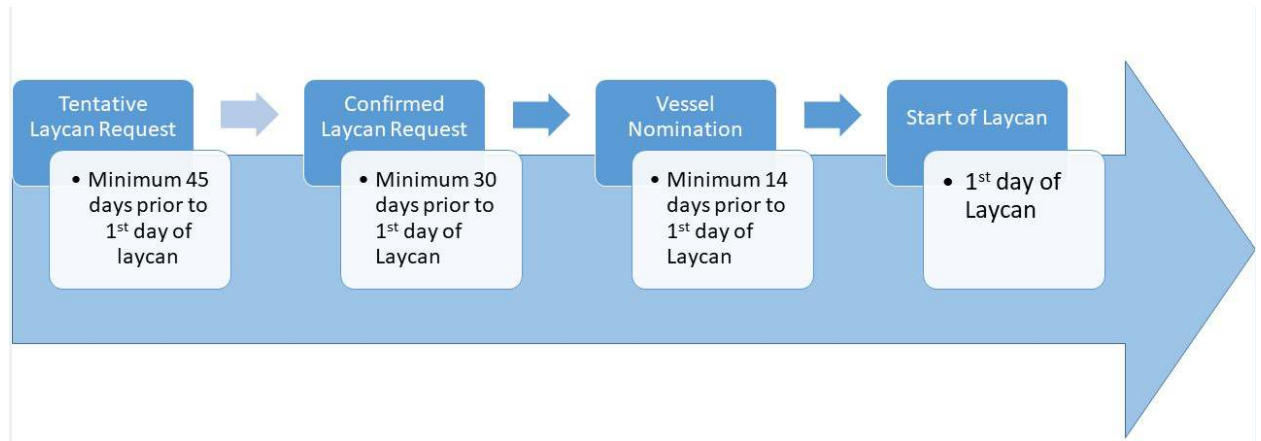 Tentative
Laycan Request
• Minimum 45
days prior to
1st day of
laycan
Confirmed
Laycan Request
• Minimum 30
days prior to
1st day of
Laycan
Vessel
Nomination
• Minimum 14
days prior to
1st day of
Laycan
Start of Laycan
• 1st day of
Laycan